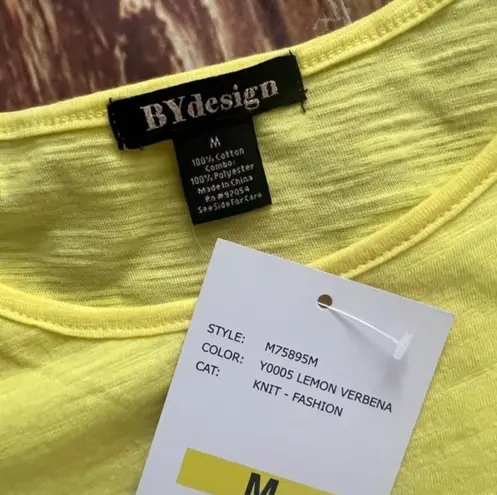 BYdesign
M
100% Cotton
Combo:
100% Polyester
Made In China
Rn #97054
See Side For Care
STYLE: M75895M
COLOR: Y0005 LEMON VERBENA
CAT: KNIT - FASHION
M